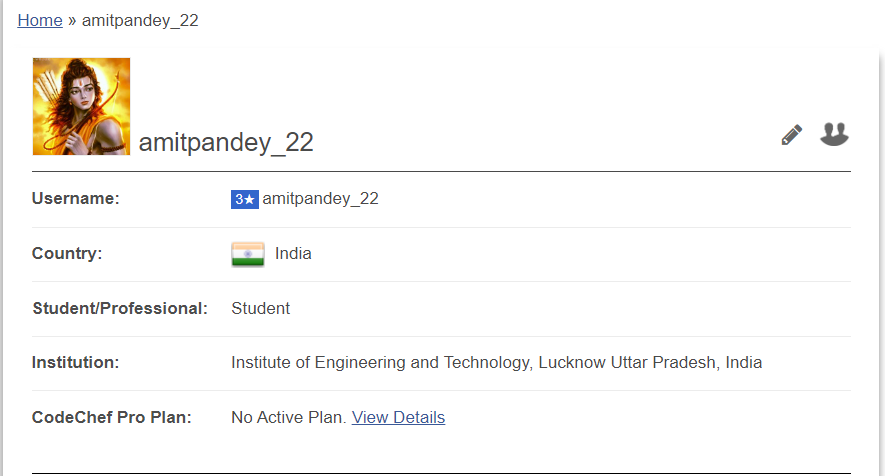 Home » amitpandey_22
amitpandey_22
Username: 3★ amitpandey_22
Country: India
Student/Professional: Student
Institution: Institute of Engineering and Technology, Lucknow Uttar Pradesh, India
CodeChef Pro Plan: No Active Plan. View Details